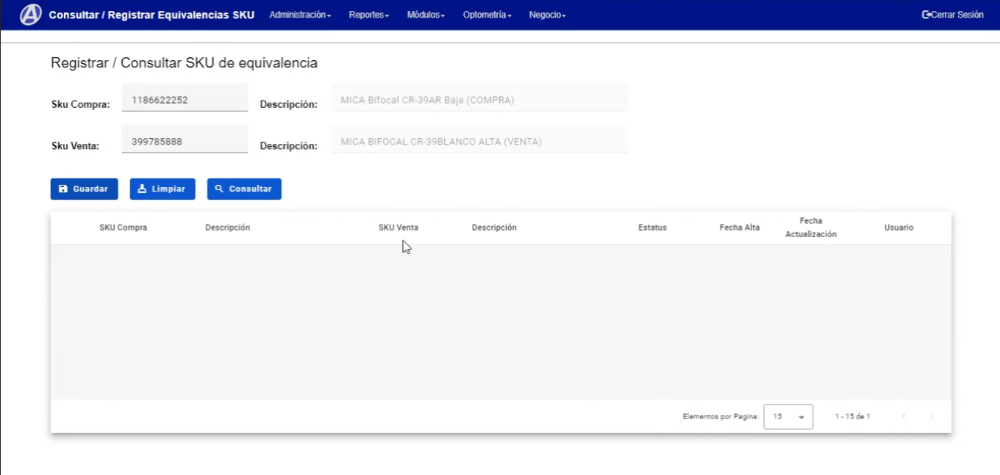 Consultar / Registrar Equivalencias SKU Administración Reportes Módulos Optometría Negocio Cerrar Sesión
Registrar / Consultar SKU de equivalencia
Sku Compra: 1186622252 Descripción: MICA Bifocal CR-39AR Baja (COMPRA)
Sku Venta: 399785888 Descripción: MICA BIFOCAL CR-39BLANCO ALTA (VENTA)
Guardar Limpiar Consultar
SKU Compra Descripción SKU Venta Descripción Estatus Fecha Alta Fecha Actualización Usuario
Elementos por Pagina: 15 1 - 15 de 1